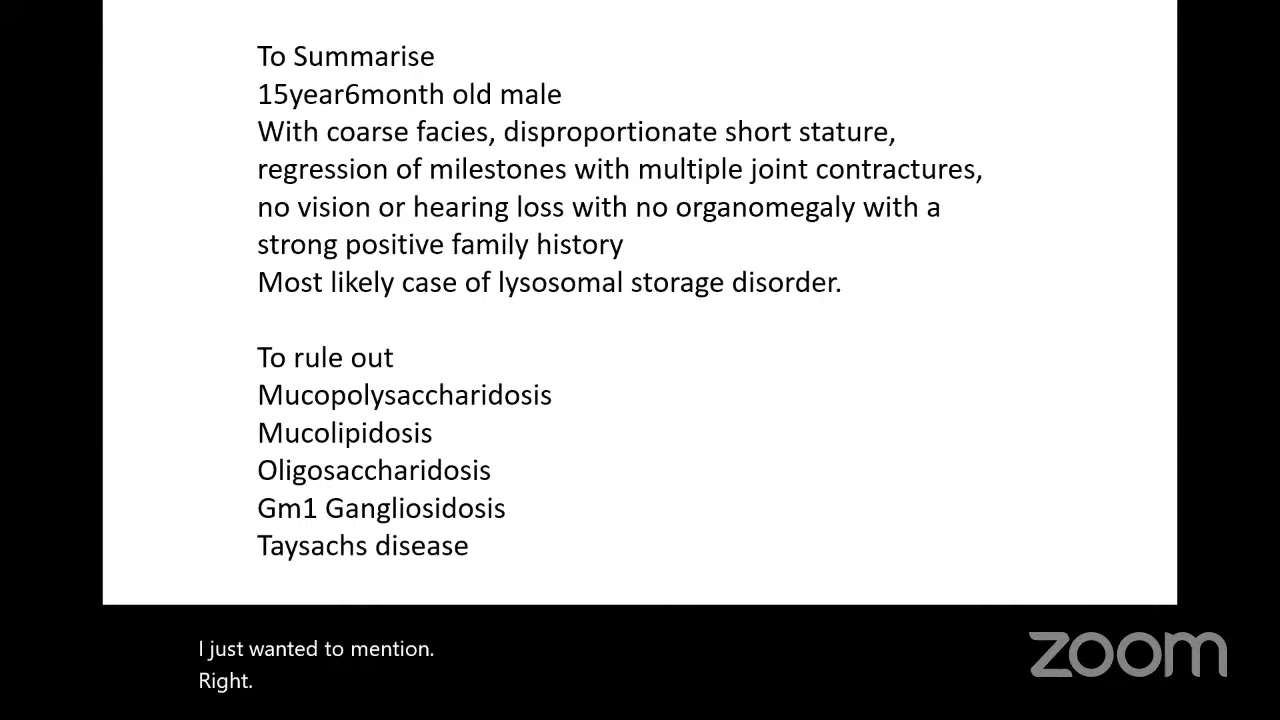 To Summarise
15year6month old male
With coarse facies, disproportionate short stature,
regression of milestones with multiple joint contractures,
no vision or hearing loss with no organomegaly with a
strong positive family history
Most likely case of lysosomal storage disorder.
To rule out
Mucopolysaccharidosis
Mucolipidosis
Oligosaccharidosis
Gm1 Gangliosidosis
Taysachs disease
I just wanted to mention.
Right.
zoom